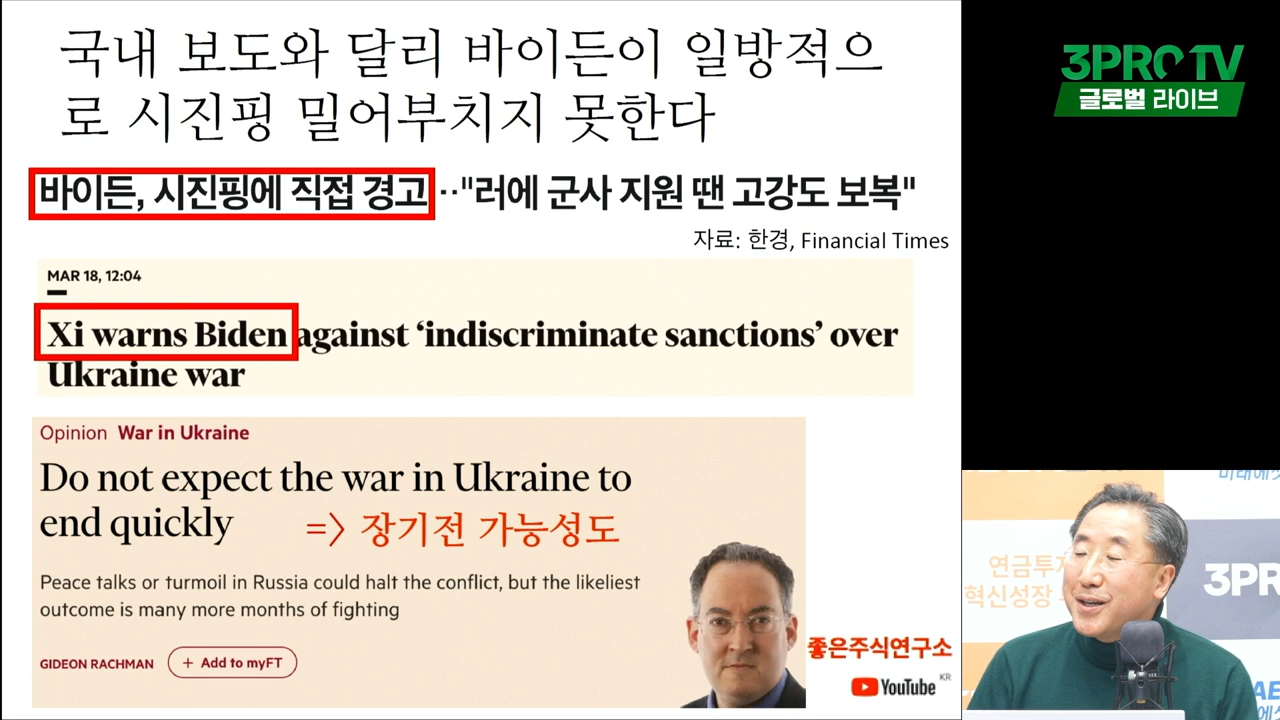 국내 보도와 달리 바이든이 일방적으
로 시진핑 밀어부치지 못한다
3PRO TV
글로벌 라이브
바이든, 시진핑에 직접 경고‥"러에 군사 지원 땐 고강도 보복"
자료: 한경, Financial Times
MAR 18, 12:04
Xi warns Biden against ‘indiscriminate sanctions’ over
Ukraine war
Opinion War in Ukraine
Do not expect the war in Ukraine to
end quickly => 장기전 가능성도
Peace talks or turmoil in Russia could halt the conflict, but the likeliest
outcome is many more months of fighting
GIDEON RACHMAN + Add to myFT
좋은주식연구소
YouTube KR
연금투자
혁신성장
3PR